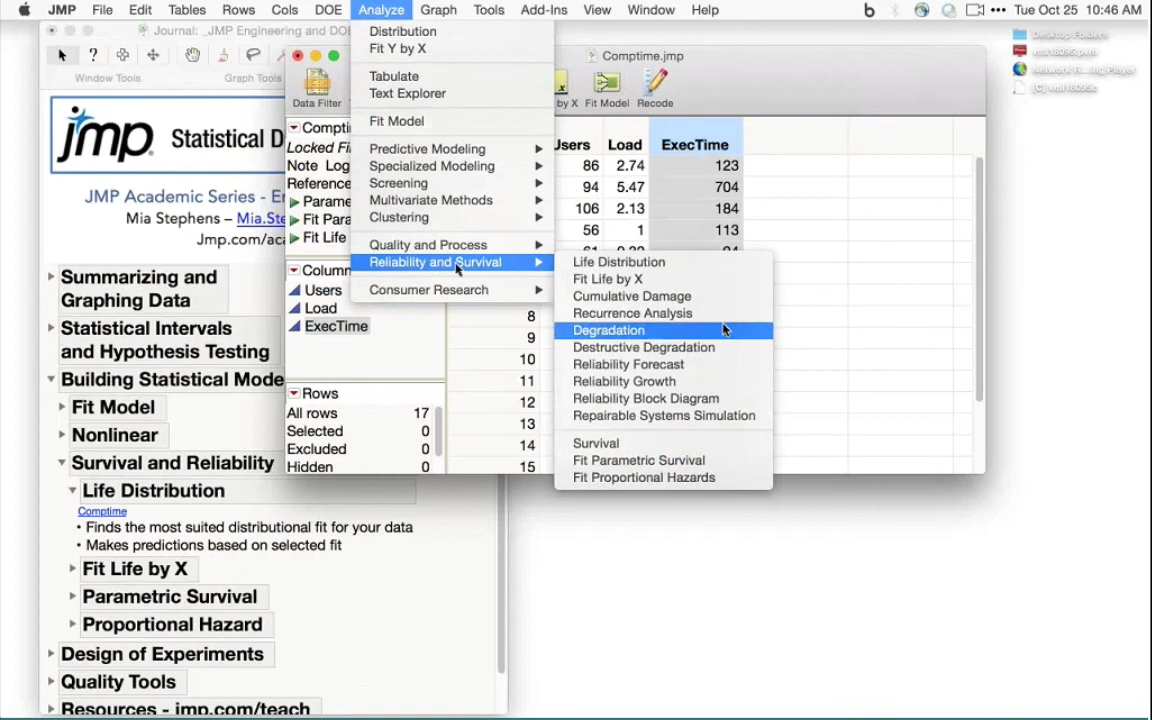 JMP File Edit Tables Rows Cols DOE Analyze Graph Tools Add-Ins View Window Help Tue Oct 25 10:46 AM
Journal: _JMP Engineering and DOE
Window Tools
Graph Tools
jmp Statistical D
JMP Academic Series - E
Mia Stephens – Mia.Ste
Jmp.com/aca
Summarizing and
Graphing Data
Statistical Intervals
and Hypothesis Testing
Building Statistical Mode
Fit Model
Nonlinear
Survival and Reliability
Life Distribution
Comptime
• Finds the most suited distributional fit for your data
• Makes predictions based on selected fit
Fit Life by X
Parametric Survival
Proportional Hazard
Design of Experiments
Quality Tools
Resources - jmp.com/teach
Comptime.jmp
Data Filter
by X
Fit Model
Recode
Compti
Locked Fi
Note Log
Reference
Parame
Fit Para
Fit Life
Column
Users
Load
ExecTime
Rows
All rows 17
Selected 0
Excluded 0
Hidden 0
Users Load ExecTime
86 2.74 123
94 5.47 704
106 2.13 184
56 1 113
8
9
10
11
12
13
14
15
Distribution
Fit Y by X
Tabulate
Text Explorer
Fit Model
Predictive Modeling
Specialized Modeling
Screening
Multivariate Methods
Clustering
Quality and Process
Reliability and Survival
Consumer Research
Life Distribution
Fit Life by X
Cumulative Damage
Recurrence Analysis
Degradation
Destructive Degradation
Reliability Forecast
Reliability Growth
Reliability Block Diagram
Repairable Systems Simulation
Survival
Fit Parametric Survival
Fit Proportional Hazards
Desktop Folders